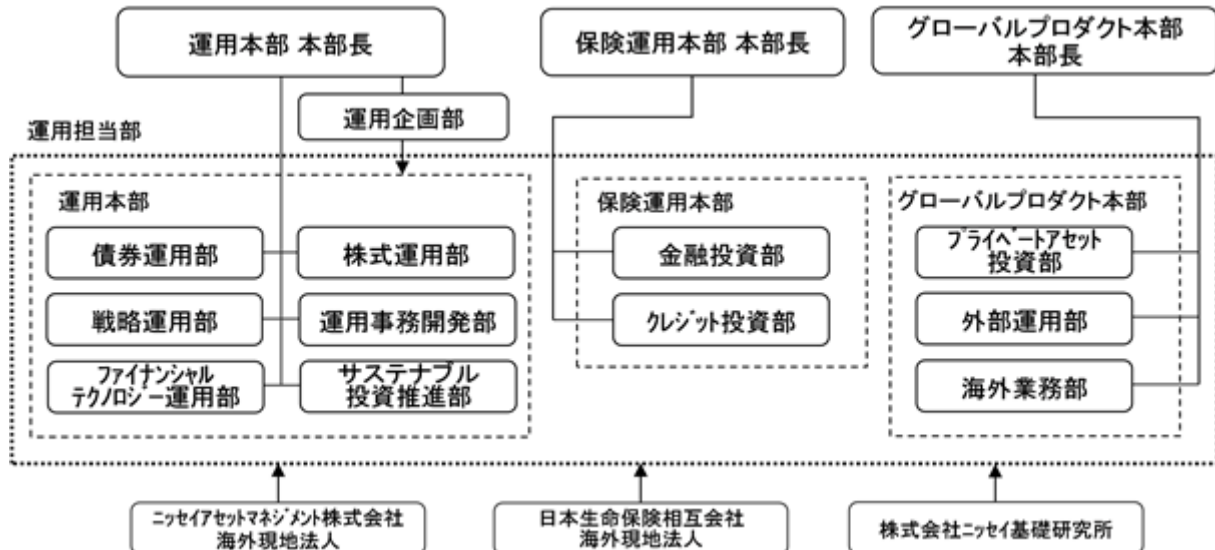 運用本部 本部長
保険運用本部 本部長
グローバルプロダクト本部
本部長
運用企画部
運用担当部
運用本部
債券運用部
株式運用部
戦略運用部
運用事務開発部
ファイナンシャル
テクノロジー運用部
サステナブル
投資推進部
保険運用本部
金融投資部
クレジット投資部
グローバルプロダクト本部
プライベートアセット
投資部
外部運用部
海外業務部
ニッセイアセットマネジメント株式会社
海外現地法人
日本生命保険相互会社
海外現地法人
株式会社ニッセイ基礎研究所